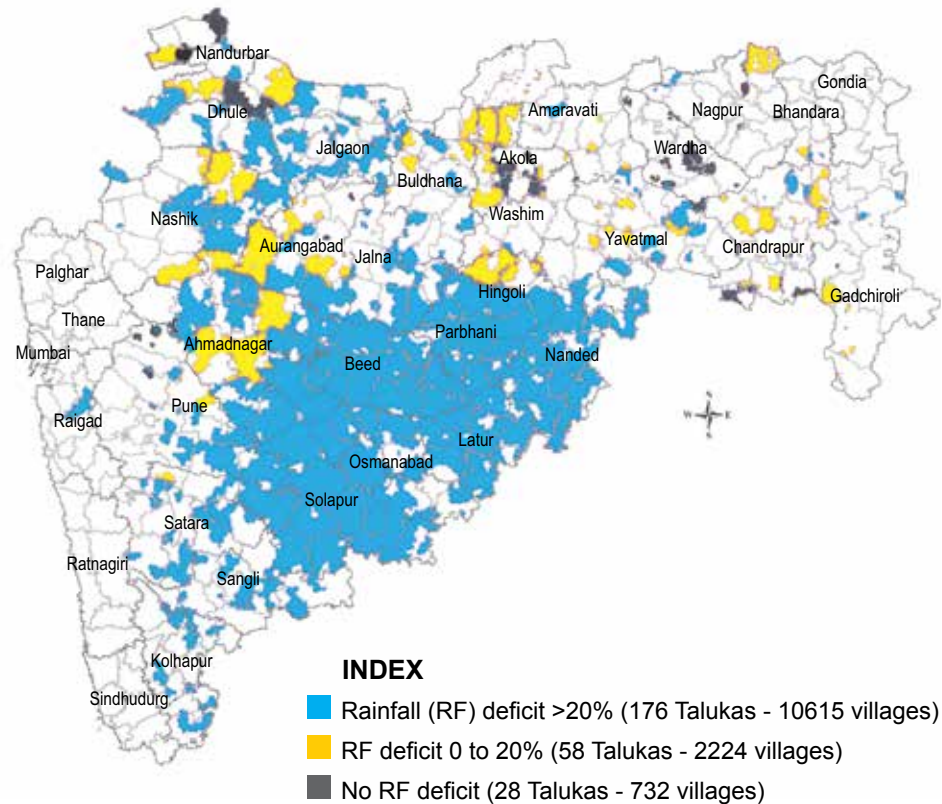 Nandurbar
Gondia
Dhule
Amaravati
Nagpur
Bhandara
Jalgaon
Akola
Wardha
Buldhana
Nashik
Washim
Aurangabad
Yavatmal
Chandrapur
Jalna
Palghar
Hingoli
Gadchiroli
Thane
Parbhani
Mumbai
Ahmadnagar
Nanded
Beed
Raigad
Pune
N
W E
S
Latur
Osmanabad
Solapur
Satara
Ratnagiri
Sangli
Kolhapur
Sindhudurg
INDEX
Rainfall (RF) deficit >20% (176 Talukas - 10615 villages)
RF deficit 0 to 20% (58 Talukas - 2224 villages)
No RF deficit (28 Talukas - 732 villages)